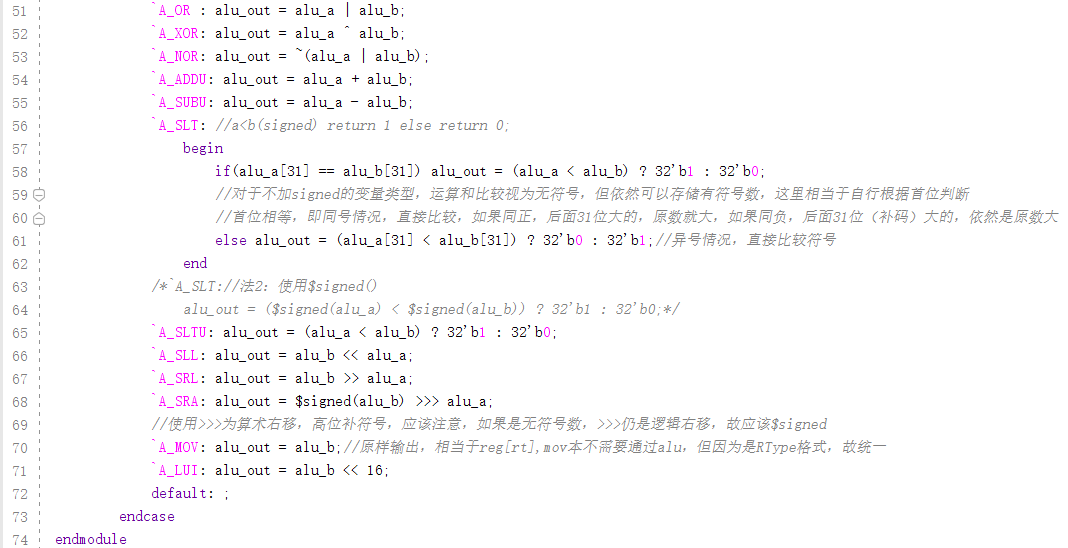 51 `A_OR : alu_out = alu_a | alu_b;
52 `A_XOR: alu_out = alu_a ^ alu_b;
53 `A_NOR: alu_out = ~(alu_a | alu_b);
54 `A_ADDU: alu_out = alu_a + alu_b;
55 `A_SUBU: alu_out = alu_a - alu_b;
56 `A_SLT: //a<b(signed) return 1 else return 0;
57 begin
58 if(alu_a[31] == alu_b[31]) alu_out = (alu_a < alu_b) ? 32'b1 : 32'b0;
59 //对于不加signed的变量类型，运算和比较视为无符号，但依然可以存储有符号数，这里相当于自行根据首位判断
60 //首位相等，即同号情况，直接比较，如果同正，后面31位大的，原数就大，如果同负，后面31位（补码）大的，依然是原数大
61 else alu_out = (alu_a[31] < alu_b[31]) ? 32'b0 : 32'b1;//异号情况，直接比较符号
62 end
63 /*`A_SLT://法2：使用$signed()
64 alu_out = ($signed(alu_a) < $signed(alu_b)) ? 32'b1 : 32'b0;*/
65 `A_SLTU: alu_out = (alu_a < alu_b) ? 32'b1 : 32'b0;
66 `A_SLL: alu_out = alu_b << alu_a;
67 `A_SRL: alu_out = alu_b >> alu_a;
68 `A_SRA: alu_out = $signed(alu_b) >>> alu_a;
69 //使用>>>为算术右移，高位补符号，应该注意，如果是无符号数，>>>仍是逻辑右移，故应该$signed
70 `A_MOV: alu_out = alu_b;//原样输出，相当于reg[rt],mov本不需要通过alu，但因为是RType格式，故统一
71 `A_LUI: alu_out = alu_b << 16;
72 default: ;
73 endcase
74 endmodule